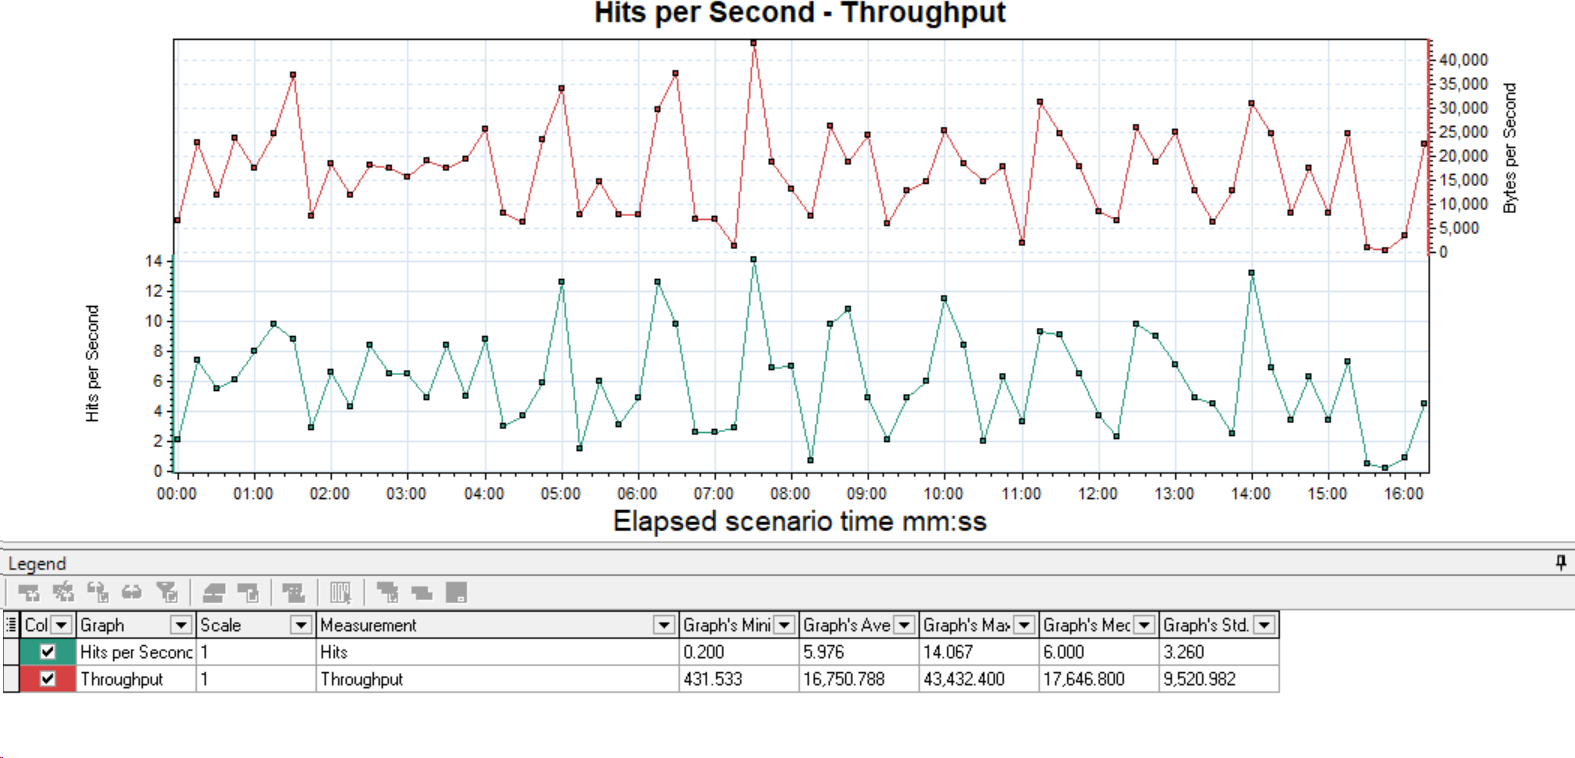 Hits per Second - Throughput
40,000
35,000
30,000
25,000
20,000
15,000
10,000
5,000
0
Bytes per Second
14
12
10
8
6
4
2
0
Hits per Second
00:00 01:00 02:00 03:00 04:00 05:00 06:00 07:00 08:00 09:00 10:00 11:00 12:00 13:00 14:00 15:00 16:00
Elapsed scenario time mm:ss
Legend
Col Graph Scale Measurement Graph's Mini Graph's Ave Graph's Max Graph's Mec Graph's Std.
Hits per Second 1 Hits 0.200 5.976 14.067 6.000 3.260
Throughput 1 Throughput 431.533 16,750.788 43,432.400 17,646.800 9,520.982